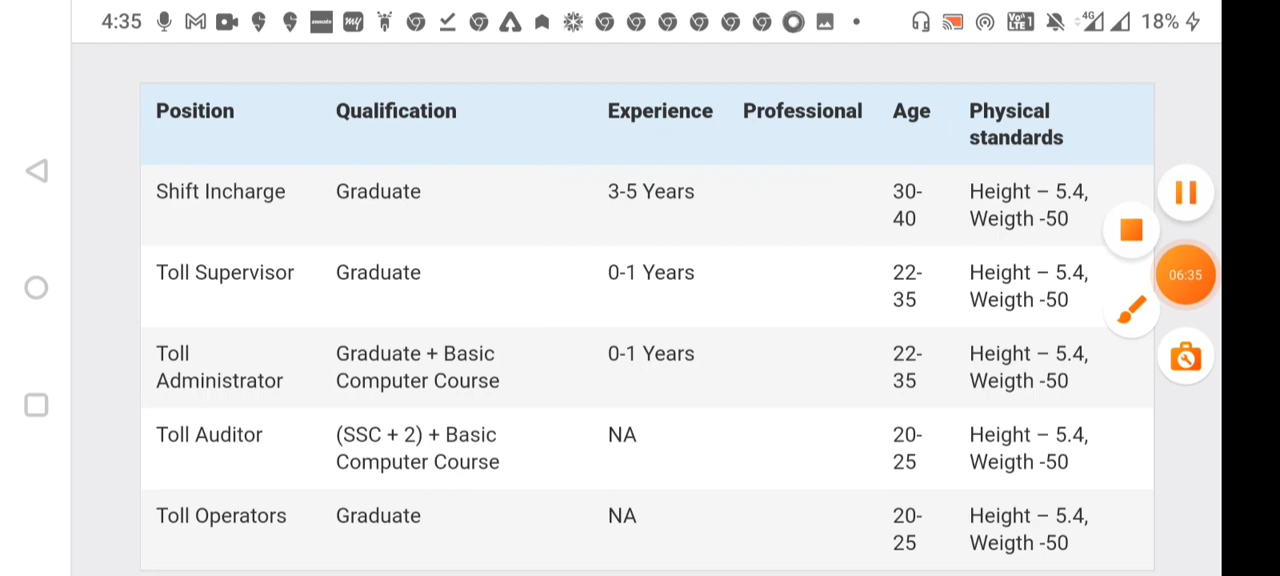 4:35
VoD LTE 1
4G
18%
Position Qualification Experience Professional Age Physical
standards
Shift Incharge Graduate 3-5 Years 30- Height – 5.4,
40 Weigth -50
Toll Supervisor Graduate 0-1 Years 22- Height – 5.4,
35 Weigth -50
Toll Graduate + Basic 0-1 Years 22- Height – 5.4,
Administrator Computer Course 35 Weigth -50
Toll Auditor (SSC + 2) + Basic NA 20- Height – 5.4,
Computer Course 25 Weigth -50
Toll Operators Graduate NA 20- Height – 5.4,
25 Weigth -50
06:35